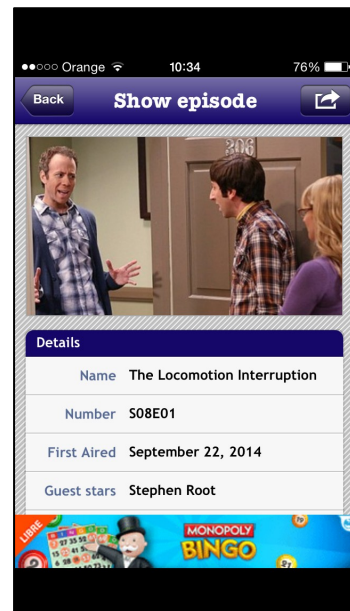 Orange 10:34 76%
Back Show episode
206
Details
Name The Locomotion Interruption
Number S08E01
First Aired September 22, 2014
Guest stars Stephen Root
LIBRE
MONOPOLY
BINGO